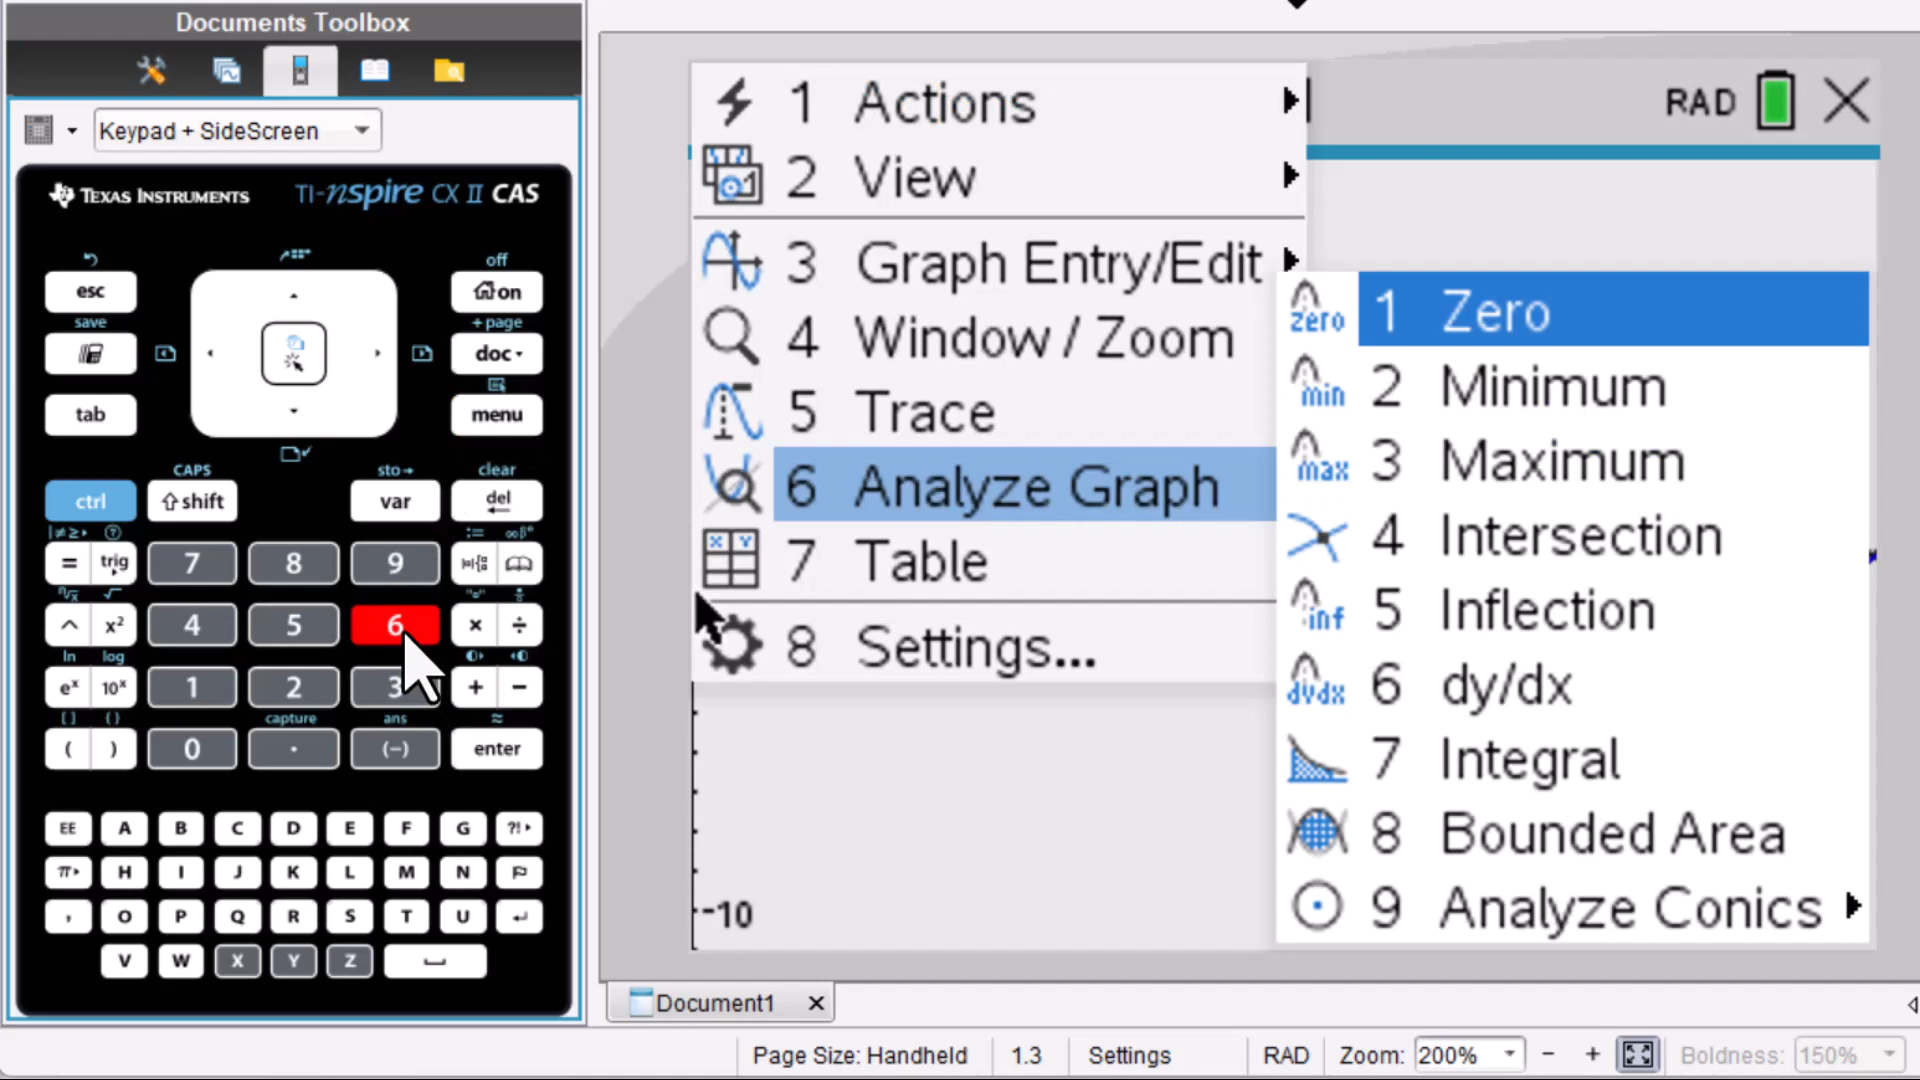 Documents Toolbox
Keypad + SideScreen
TEXAS INSTRUMENTS TI-nspire CX II CAS
off
esc
on
save
+ page
doc
tab
menu
CAPS sto→ clear
ctrl shift var del
= trig 7 8 9
^ x² 4 5 6 × ÷
ln log
eˣ 10ˣ 1 2 3 + −
[ ] { } capture ans ≈
( ) 0 . (−) enter
EE A B C D E F G ?!
π H I J K L M N
, O P Q R S T U
V W X Y Z
1 Actions
2 View
3 Graph Entry/Edit
4 Window / Zoom
5 Trace
6 Analyze Graph
7 Table
8 Settings...
RAD
zero 1 Zero
min 2 Minimum
max 3 Maximum
4 Intersection
inf 5 Inflection
dy/dx 6 dy/dx
7 Integral
8 Bounded Area
9 Analyze Conics
-10
Document1
Page Size: Handheld 1.3 Settings RAD Zoom: 200% − + Boldness: 150%